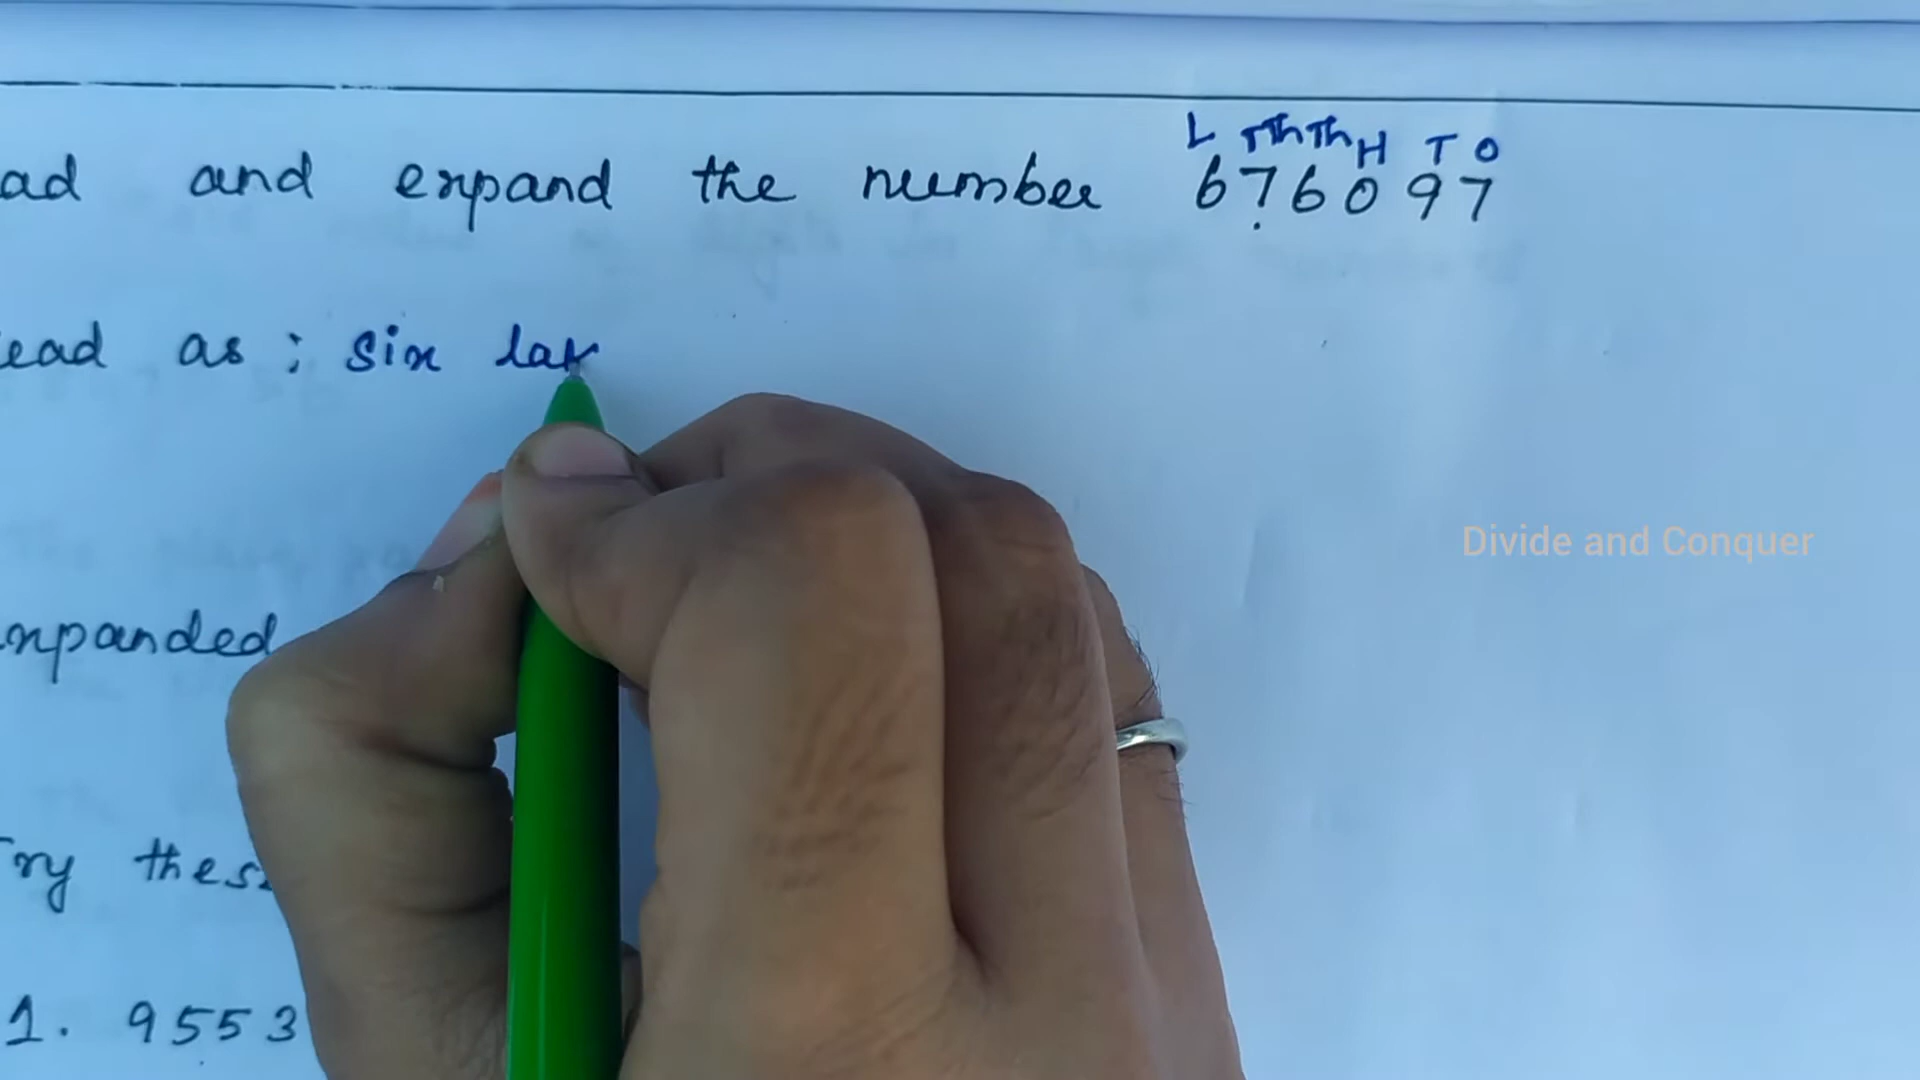 L TTh Th H T O
ad and expand the number 676097
ead as : Six lak
Divide and Conquer
xpanded
ry these
1. 9553